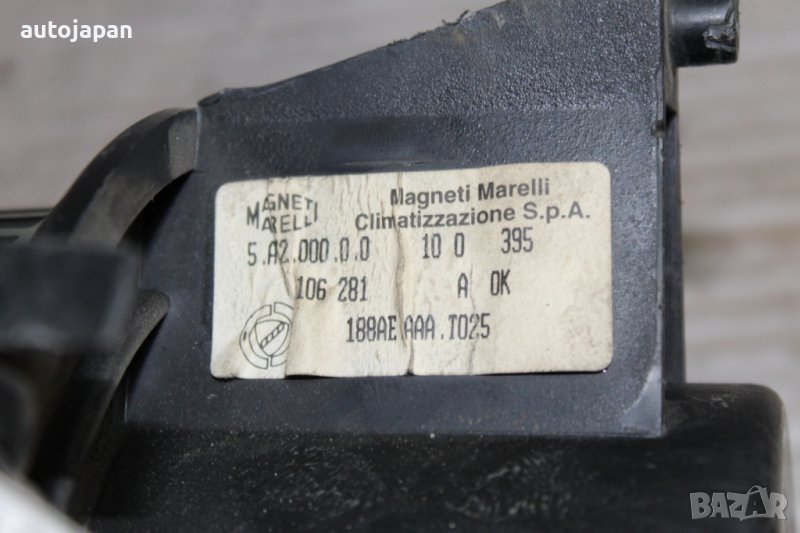 autojapan
MAGNETI
MARELLI
Magneti Marelli
Climatizzazione S.p.A.
5.A2.000.0.0 10 0 395
106 281 A OK
188AE AAA.T025
BAZAR